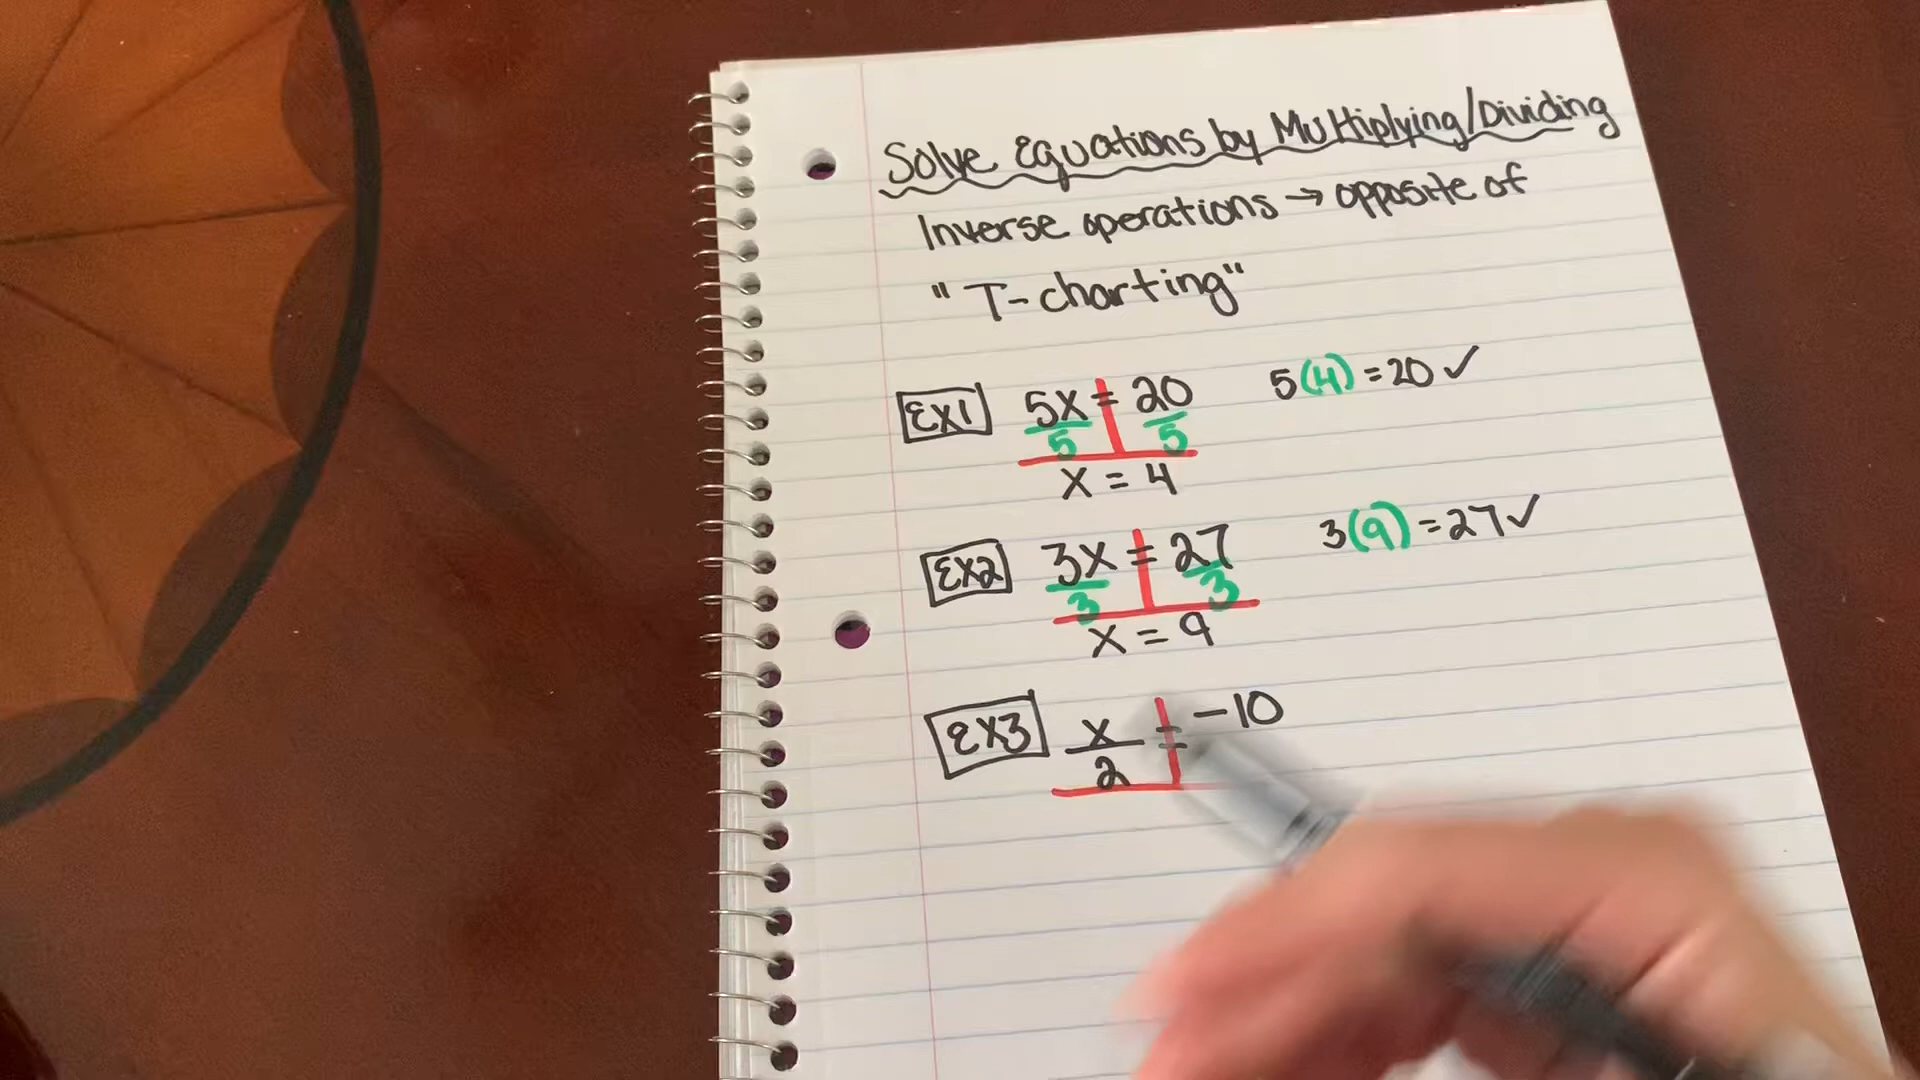 Solve Equations by Multiplying/Dividing
Inverse operations → opposite of
"T-charting"
EX1 5x = 20 5(4) = 20 ✓
5 5
x = 4
EX2 3x = 27 3(9) = 27 ✓
3 3
x = 9
EX3 x/2 = -10